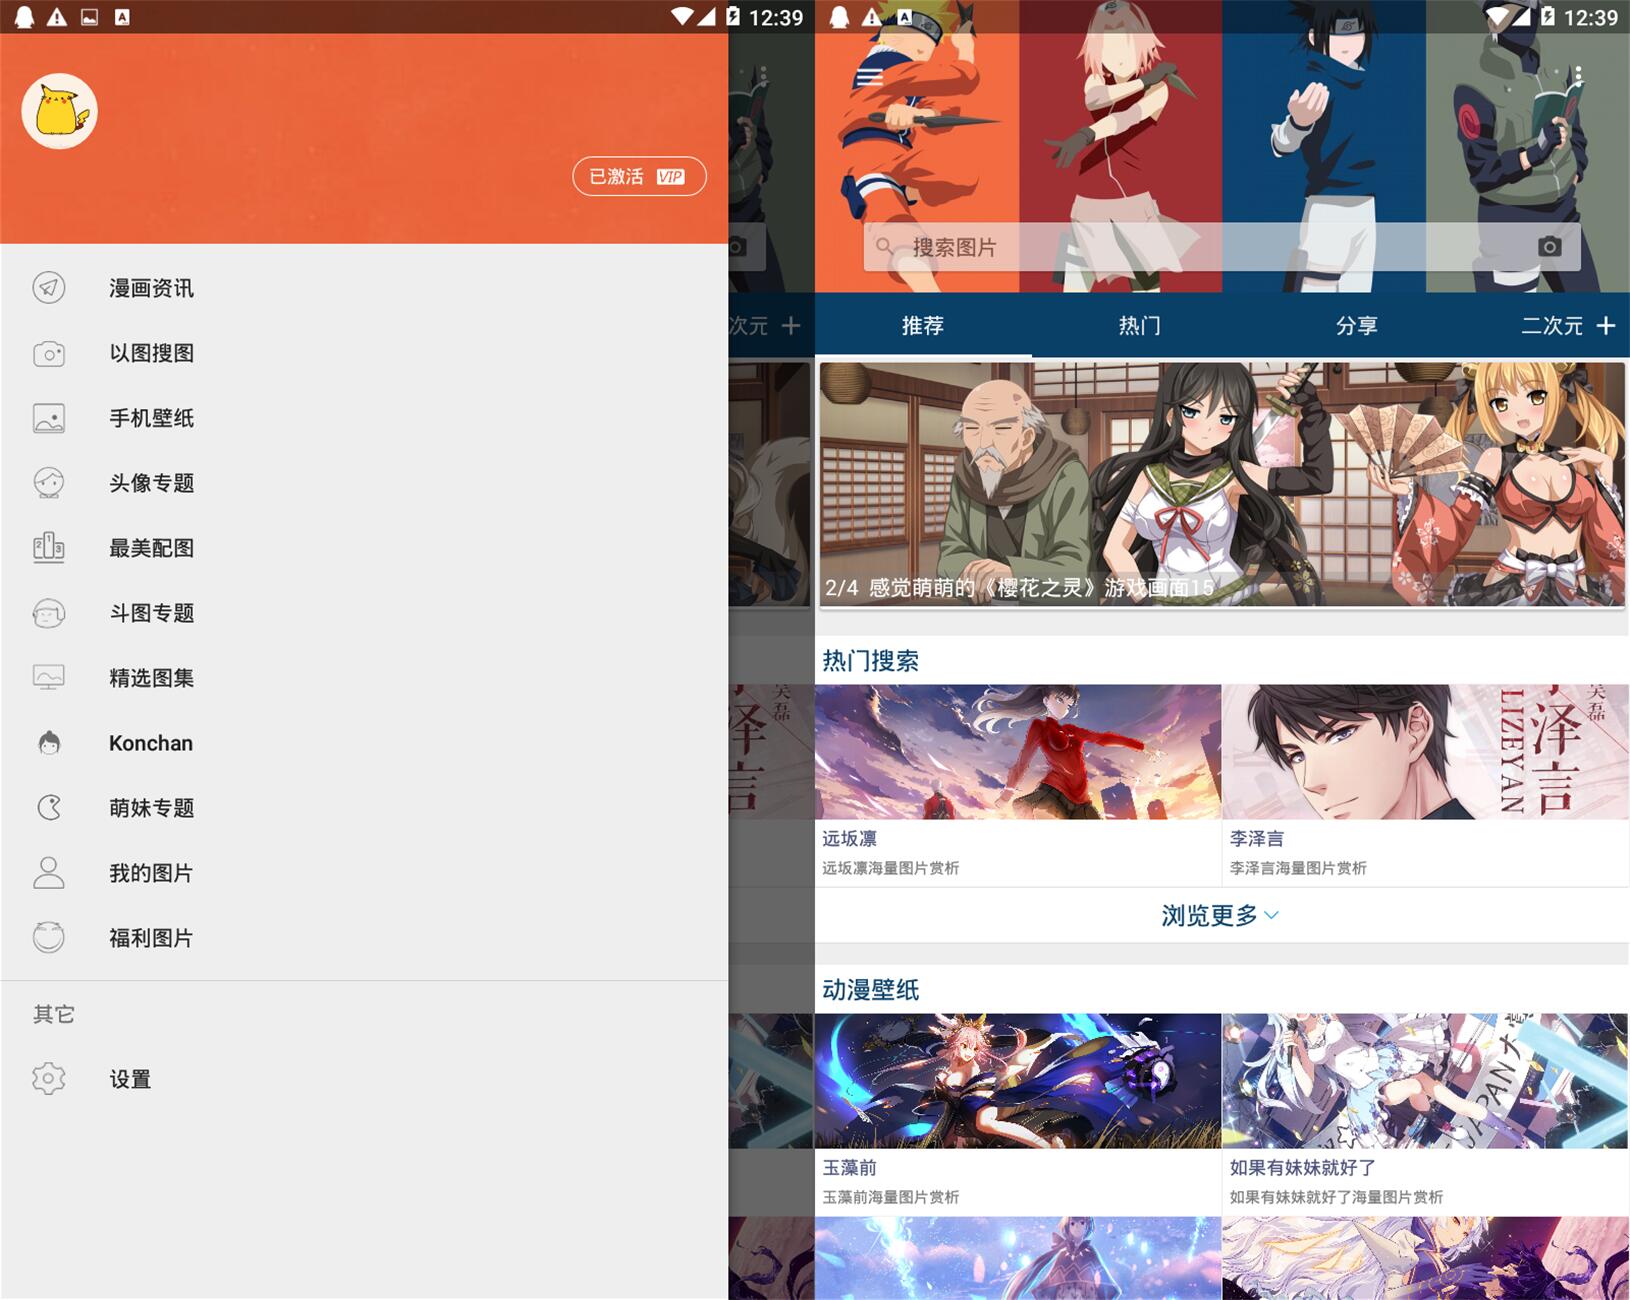 12:39
已激活 VIP
漫画资讯
以图搜图
手机壁纸
头像专题
最美配图
斗图专题
精选图集
Konchan
萌妹专题
我的图片
福利图片
其它
设置
次元 +
泽
言
12:39
搜索图片
推荐
热门
分享
二次元 +
2/4 感觉萌萌的《樱花之灵》游戏画面15
热门搜索
泽言
LIZEYAN
远坂凛
远坂凛海量图片赏析
李泽言
李泽言海量图片赏析
浏览更多
动漫壁纸
玉藻前
玉藻前海量图片赏析
如果有妹妹就好了
如果有妹妹就好了海量图片赏析